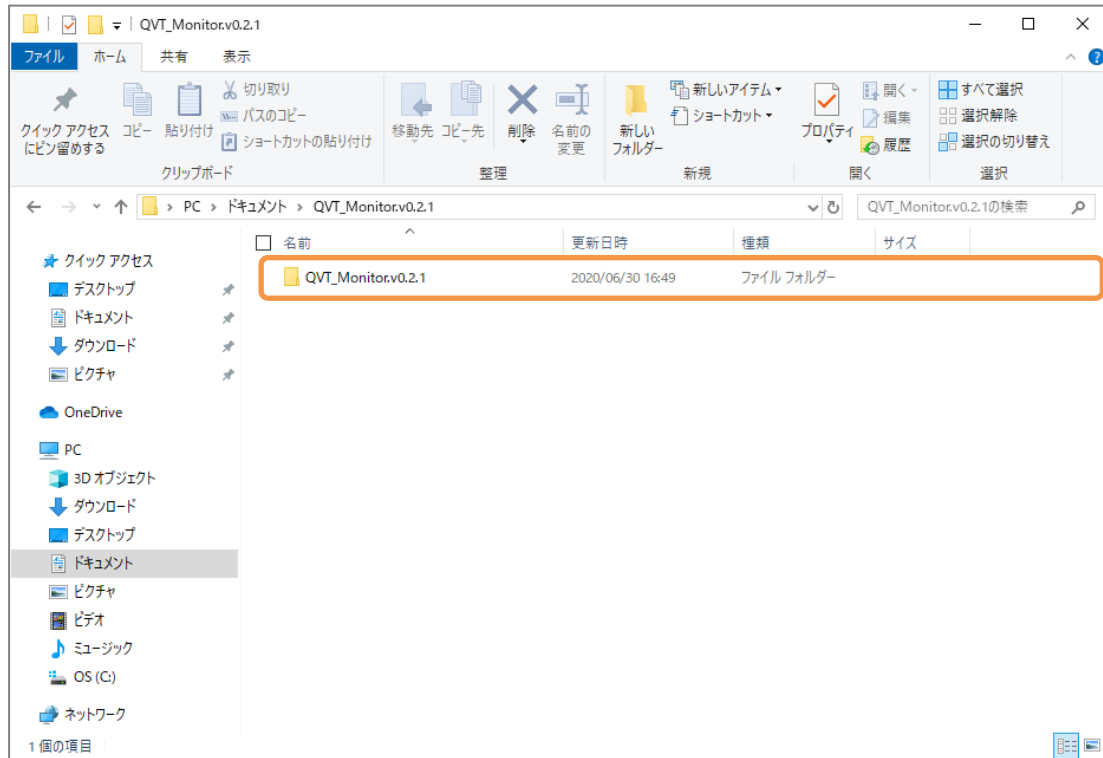 QVT_Monitor.v0.2.1
ファイル ホーム 共有 表示
クイック アクセス
にピン留めする
コピー
貼り付け
切り取り
パスのコピー
ショートカットの貼り付け
クリップボード
移動先
コピー先
削除
名前の
変更
整理
新しい
フォルダー
新しいアイテム
ショートカット
新規
プロパティ
開く
編集
履歴
開く
すべて選択
選択解除
選択の切り替え
選択
PC › ドキュメント › QVT_Monitor.v0.2.1
QVT_Monitor.v0.2.1の検索
名前 更新日時 種類 サイズ
QVT_Monitor.v0.2.1 2020/06/30 16:49 ファイル フォルダー
クイック アクセス
デスクトップ
ドキュメント
ダウンロード
ピクチャ
OneDrive
PC
3D オブジェクト
ダウンロード
デスクトップ
ドキュメント
ピクチャ
ビデオ
ミュージック
OS (C:)
ネットワーク
1 個の項目